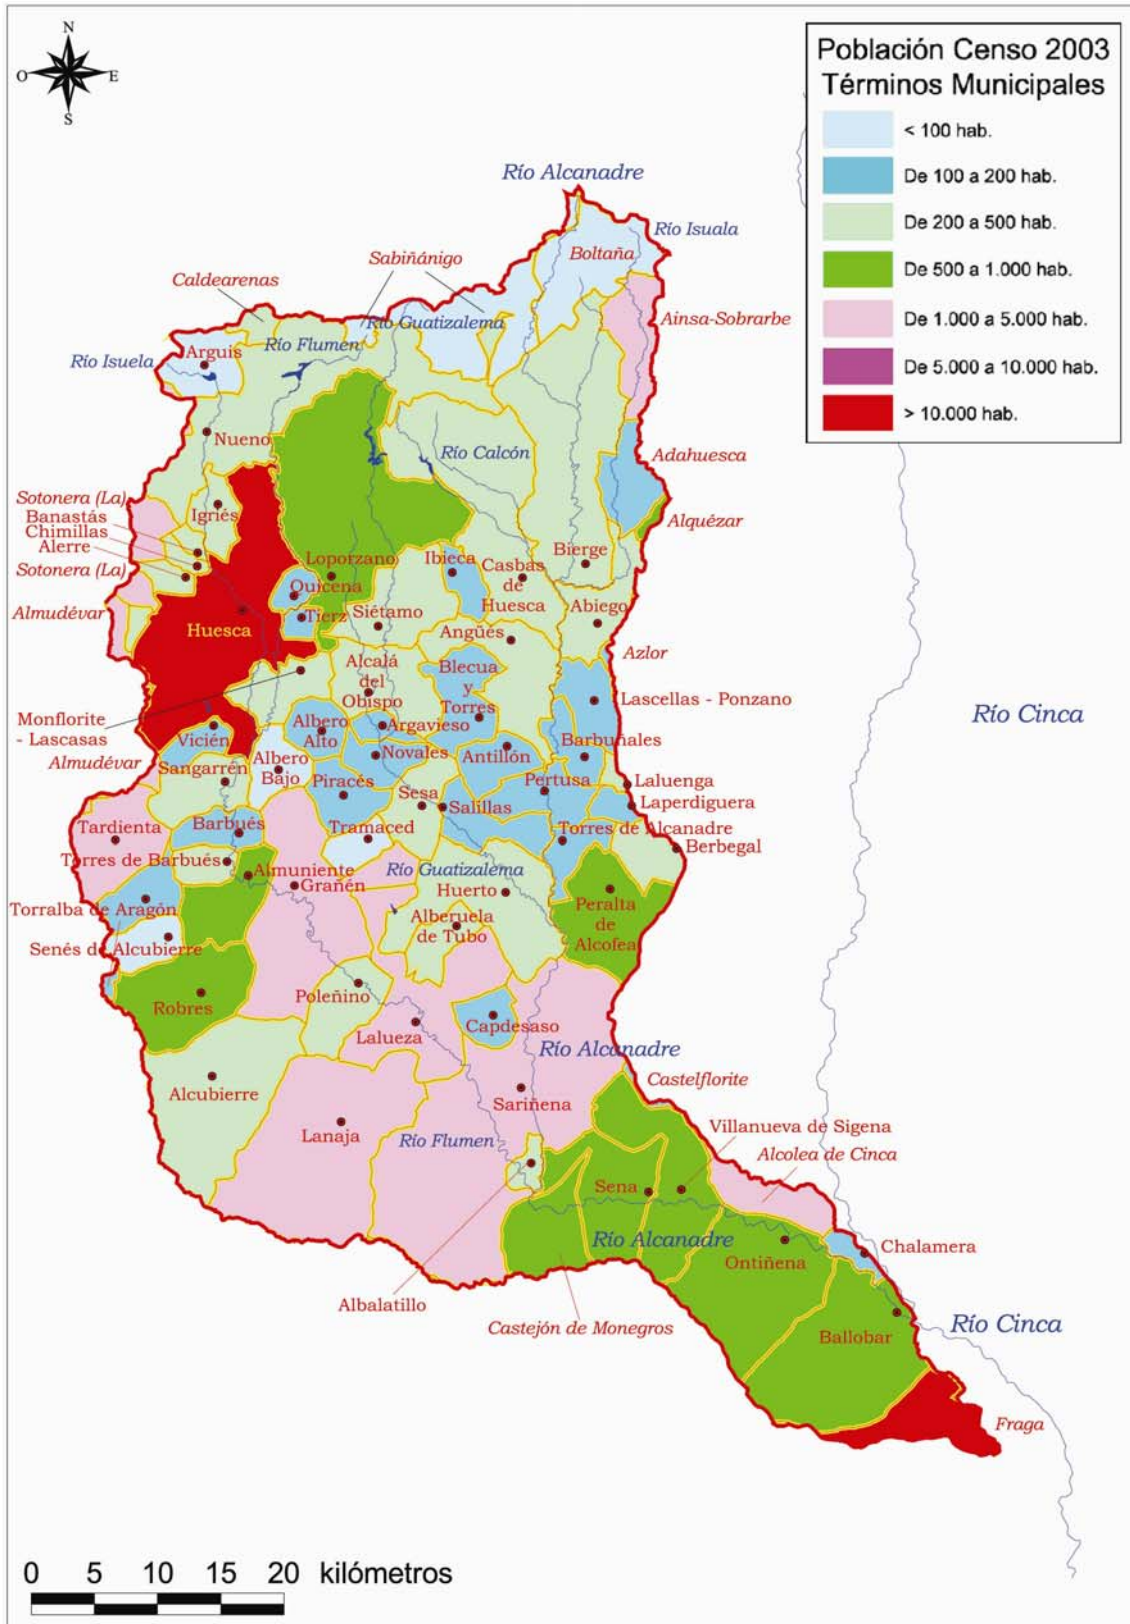 N
O
E
S
Población Censo 2003
Términos Municipales
< 100 hab.
De 100 a 200 hab.
De 200 a 500 hab.
De 500 a 1.000 hab.
De 1.000 a 5.000 hab.
De 5.000 a 10.000 hab.
> 10.000 hab.
Río Alcanadre
Río Isuala
Boltaña
Sabiñánigo
Caldearenas
Río Guatizalema
Ainsa-Sobrarbe
Río Flumen
Río Isuela
Arguis
Nueno
Río Calcón
Adahuesca
Sotonera (La)
Igriés
Banastás
Chimillas
Alerre
Sotonera (La)
Alquézar
Loporzano
Ibieca
Casbas
de
Huesca
Bierge
Quicena
Almudévar
Huesca
Tierz
Siétamo
Abiego
Angüés
Azlor
Blecua
y
Torres
Alcalá
del
Obispo
Lascellas - Ponzano
Monflorite
- Lascasas
Río Cinca
Vicién
Albero
Alto
Argavieso
Barbuñales
Almudévar
Albero
Bajo
Novales
Antillón
Sangarrén
Piracés
Pertusa
Laluenga
Sesa
Salillas
Laperdiguera
Tardienta
Barbués
Tramaced
Torres de Alcanadre
Berbegal
Torres de Barbués
Almuniente
Río Guatizalema
Grañén
Huerto
Peralta
de
Alcofea
Torralba de Aragón
Alberuela
de Tubo
Senés de Alcubierre
Robres
Poleñino
Lalueza
Capdesaso
Río Alcanadre
Castelflorite
Alcubierre
Sariñena
Lanaja
Río Flumen
Villanueva de Sigena
Alcolea de Cinca
Sena
Río Alcanadre
Ontiñena
Chalamera
Albalatillo
Castejón de Monegros
Ballobar
Río Cinca
Fraga
0 5 10 15 20 kilómetros